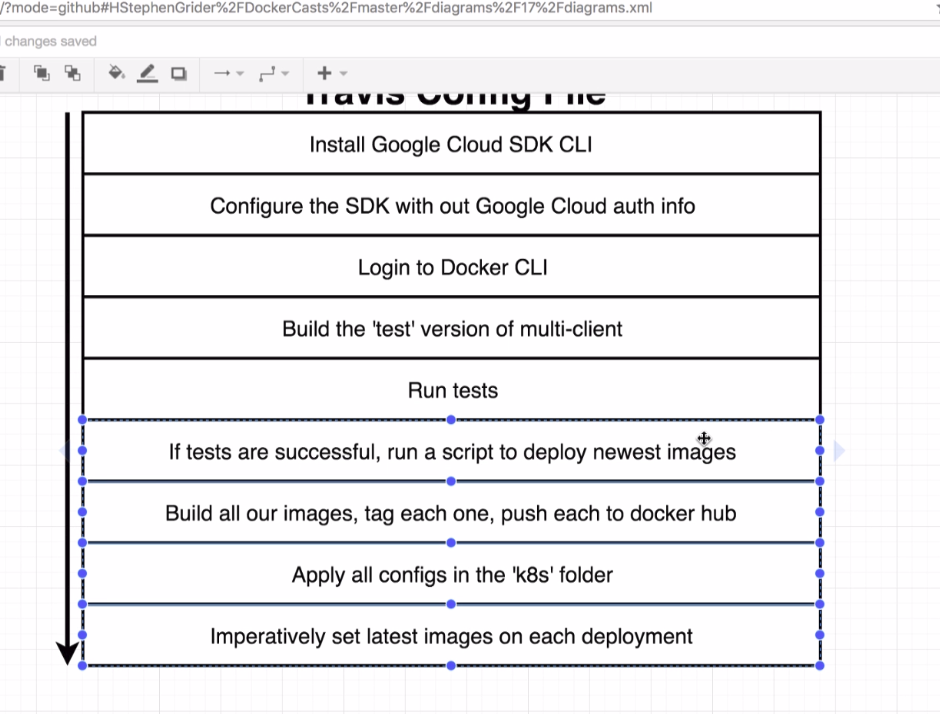 /?mode=github#HStephenGrider%2FDockerCasts%2Fmaster%2Fdiagrams%2F17%2Fdiagrams.xml
changes saved
Travis Config File
Install Google Cloud SDK CLI
Configure the SDK with out Google Cloud auth info
Login to Docker CLI
Build the 'test' version of multi-client
Run tests
If tests are successful, run a script to deploy newest images
Build all our images, tag each one, push each to docker hub
Apply all configs in the 'k8s' folder
Imperatively set latest images on each deployment